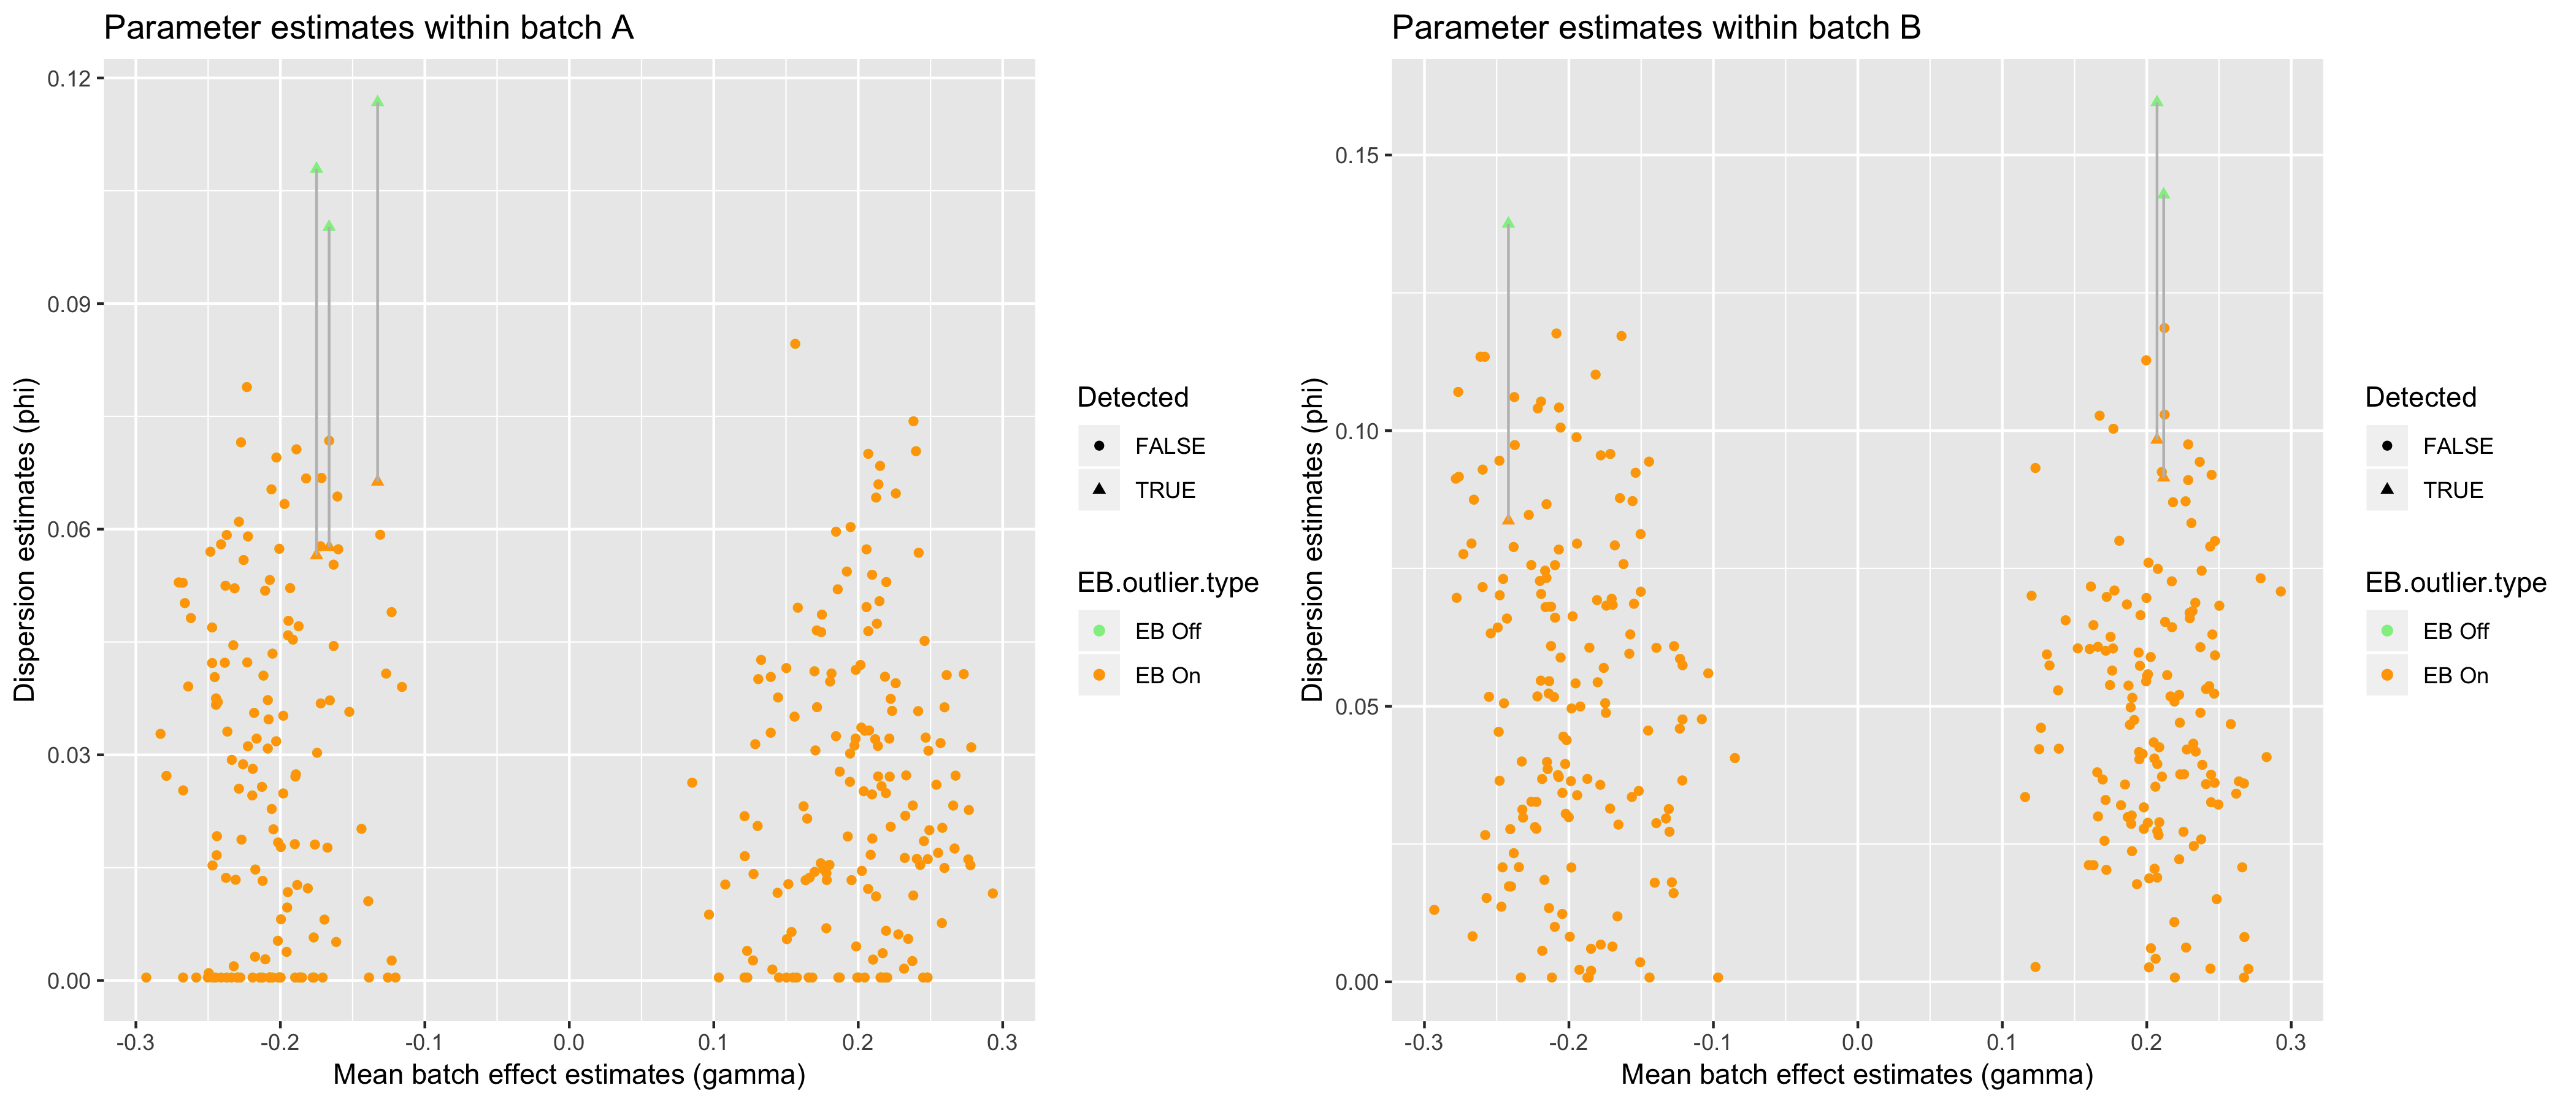 Parameter estimates within batch A
Dispersion estimates (phi)
0.12
0.09
0.06
0.03
0.00
-0.3 -0.2 -0.1 0.0 0.1 0.2 0.3
Mean batch effect estimates (gamma)
Detected
FALSE
TRUE
EB.outlier.type
EB Off
EB On
Parameter estimates within batch B
Dispersion estimates (phi)
0.15
0.10
0.05
0.00
-0.3 -0.2 -0.1 0.0 0.1 0.2 0.3
Mean batch effect estimates (gamma)
Detected
FALSE
TRUE
EB.outlier.type
EB Off
EB On